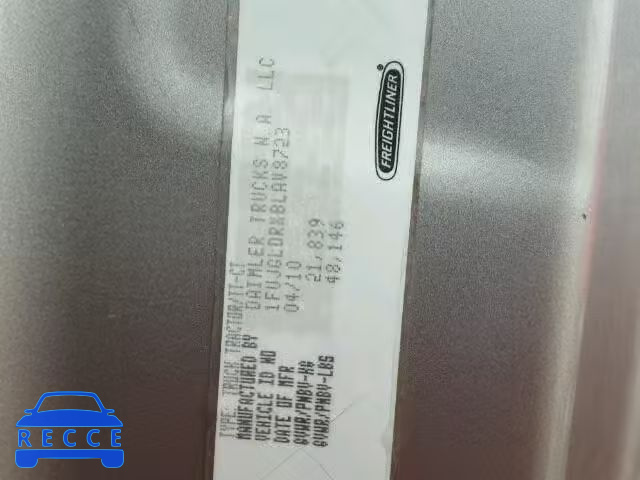 TYPE: TRUCK TRACTOR/TT-CT
MANUFACTURED BY DAIMLER TRUCKS N.A. LLC
VEHICLE ID NO 1FUJGLDRXBLAV8723
DATE OF MFR 04/10
GVWR/PNBV-KG 21,839
GVWR/PNBV-LBS 48,146
FREIGHTLINER
RECCE